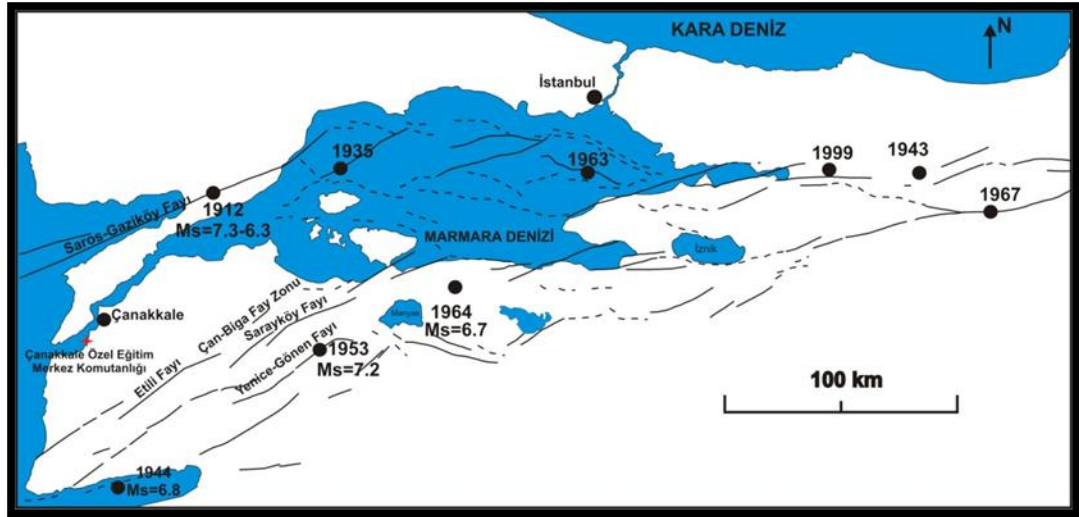 KARA DENİZ
N
İstanbul
1935
1963
1999
1943
1967
1912
Ms=7.3-6.3
Saros-Gaziköy Fayı
MARMARA DENİZİ
İznik
Çan-Biga Fay Zonu
Sarayköy Fayı
Manyas
1964
Ms=6.7
Çanakkale
Çanakkale Özel Eğitim
Merkez Komutanlığı
Etili Fayı
Yenice-Gönen Fayı
1953
Ms=7.2
100 km
1944
Ms=6.8